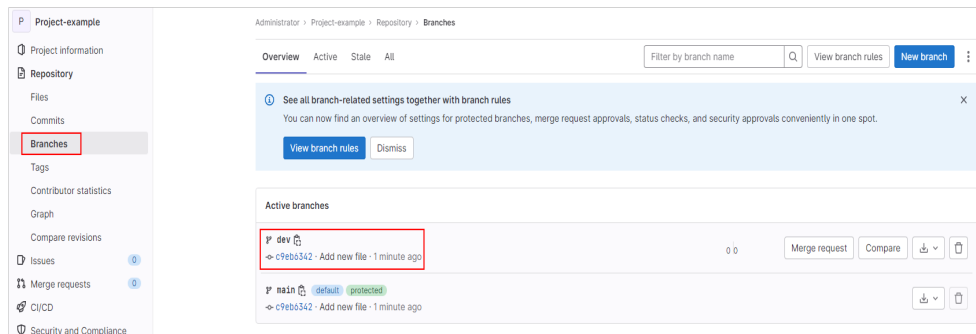 P Project-example
Project information
Repository
Files
Commits
Branches
Tags
Contributor statistics
Graph
Compare revisions
Issues 0
Merge requests 0
CI/CD
Security and Compliance
Administrator › Project-example › Repository › Branches
Overview Active Stale All Filter by branch name View branch rules New branch
See all branch-related settings together with branch rules
You can now find an overview of settings for protected branches, merge request approvals, status checks, and security approvals conveniently in one spot.
View branch rules Dismiss
Active branches
dev
c9eb6342 · Add new file · 1 minute ago
0 0 Merge request Compare
main default protected
c9eb6342 · Add new file · 1 minute ago